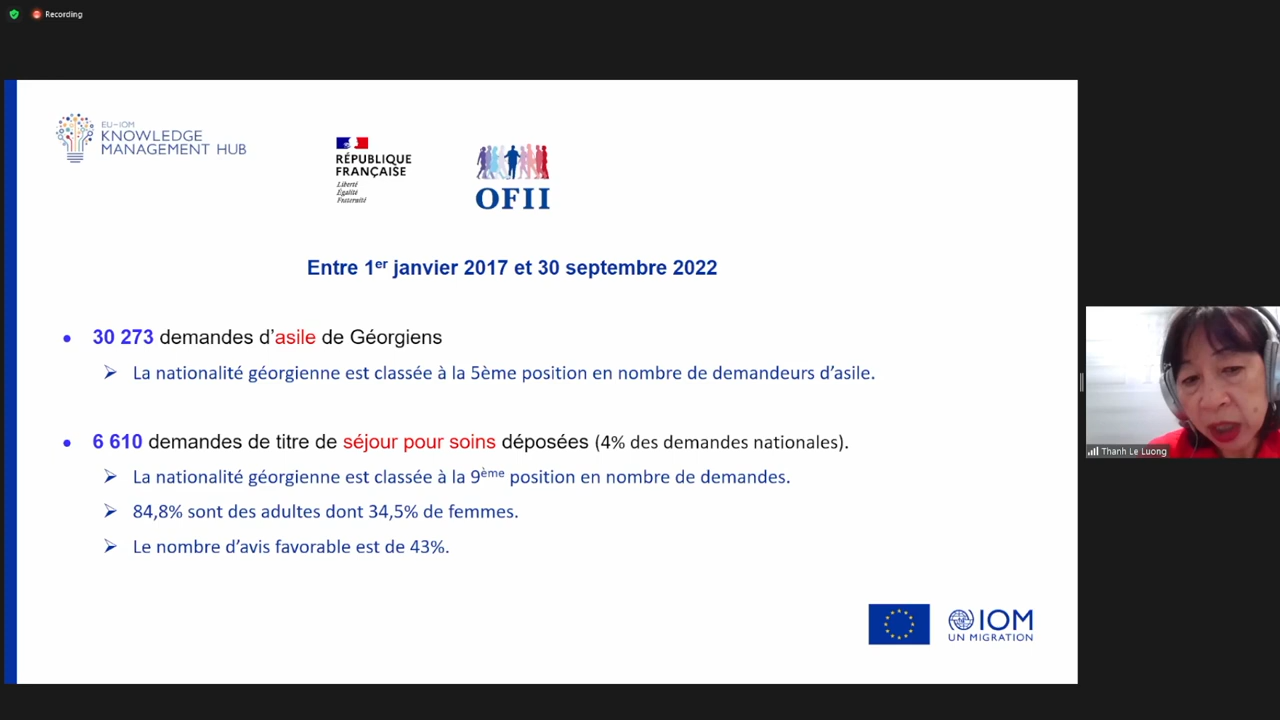 Recording
EU-IOM
KNOWLEDGE
MANAGEMENT HUB
RÉPUBLIQUE
FRANÇAISE
Liberté
Égalité
Fraternité
OFII
Entre 1er janvier 2017 et 30 septembre 2022
• 30 273 demandes d’asile de Géorgiens
➢ La nationalité géorgienne est classée à la 5ème position en nombre de demandeurs d’asile.
• 6 610 demandes de titre de séjour pour soins déposées (4% des demandes nationales).
➢ La nationalité géorgienne est classée à la 9ème position en nombre de demandes.
➢ 84,8% sont des adultes dont 34,5% de femmes.
➢ Le nombre d’avis favorable est de 43%.
Thanh Le Luong
IOM
UN MIGRATION